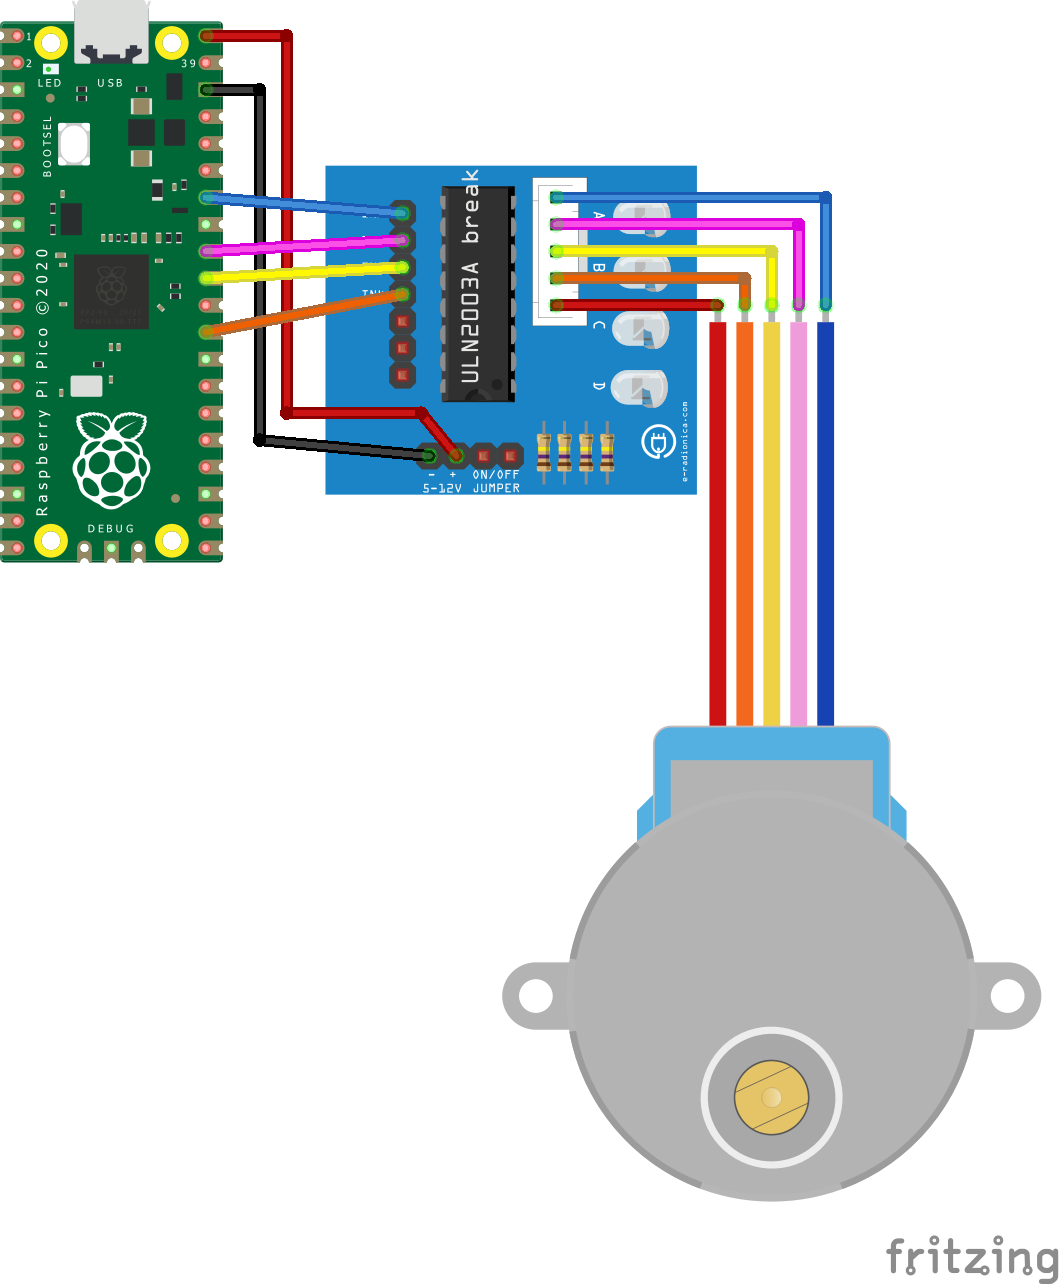 1
2
39
LED
USB
BOOTSEL
Raspberry Pi Pico ©2020
DEBUG
ULN2003A break
A
B
C
D
- +
ON/OFF
5-12V JUMPER
e-radionica.com
fritzing